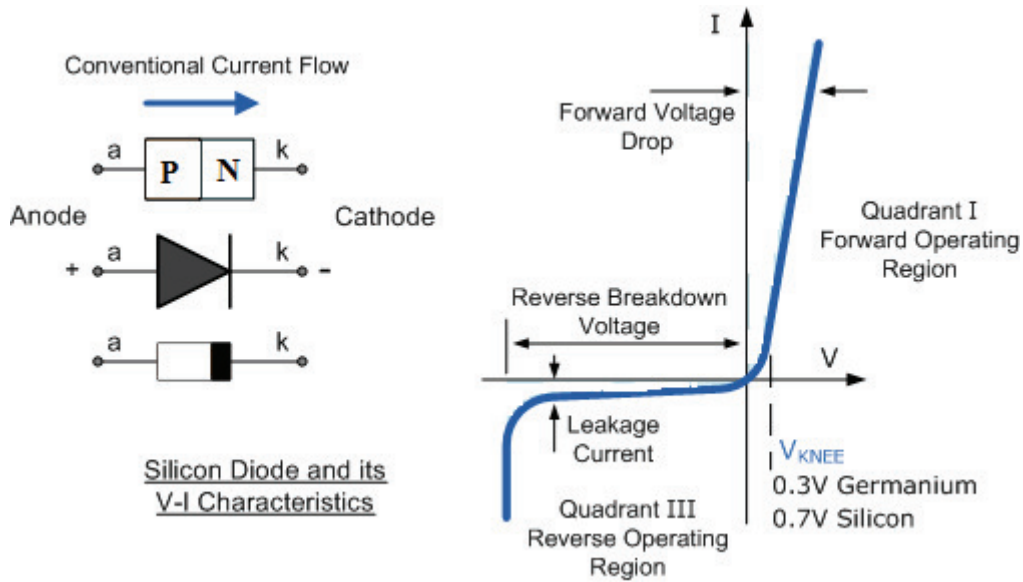 Conventional Current Flow
a
P
N
k
Anode
Cathode
+
a
k
-
a
k
Silicon Diode and its
V-I Characteristics
I
Forward Voltage
Drop
Quadrant I
Forward Operating
Region
Reverse Breakdown
Voltage
V
Leakage
Current
VKNEE
0.3V Germanium
0.7V Silicon
Quadrant III
Reverse Operating
Region